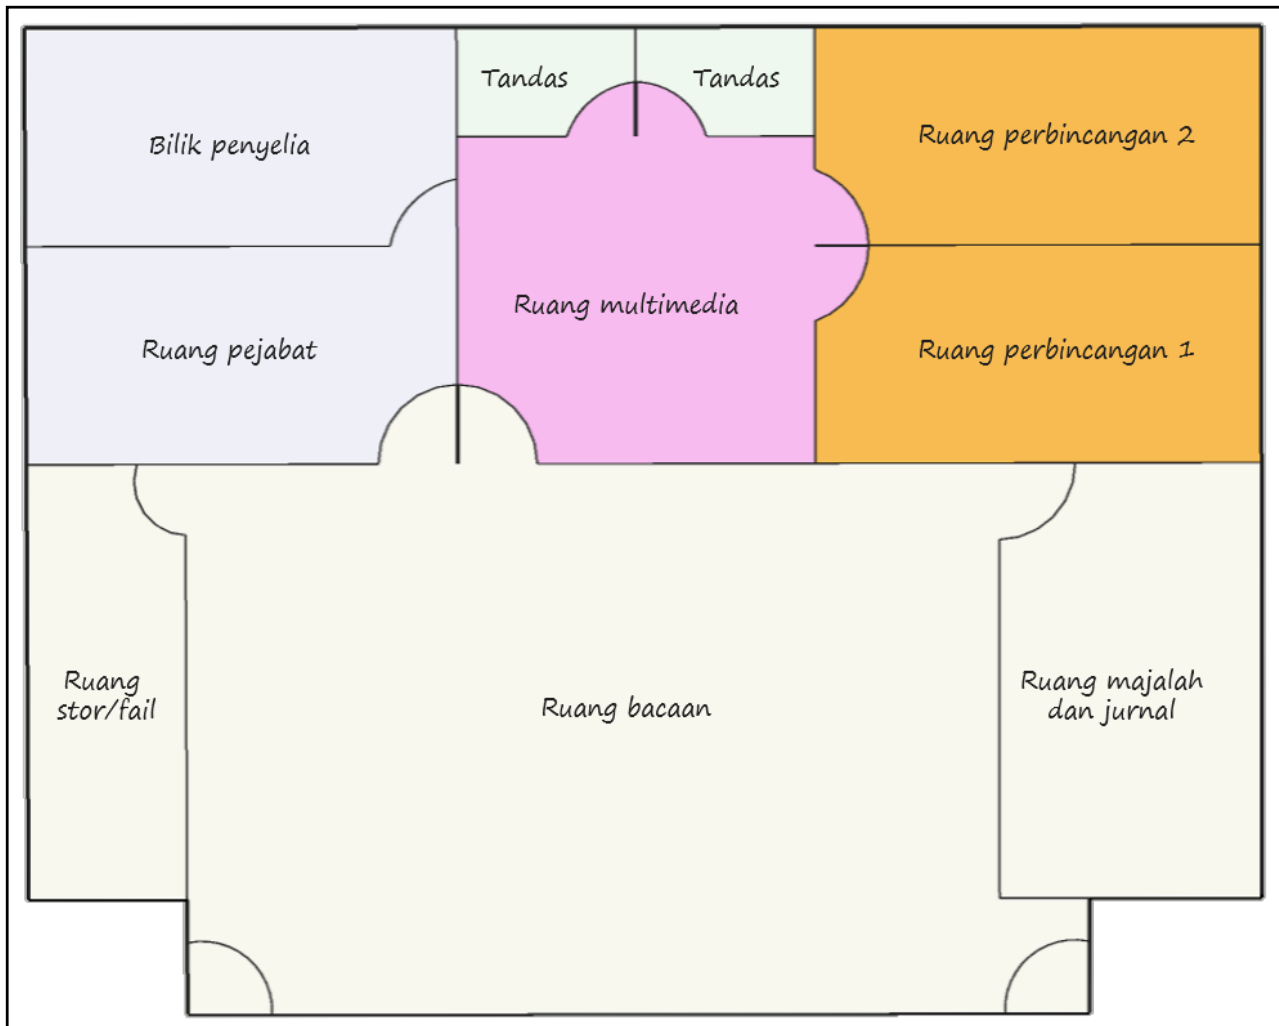 Tandas
Tandas
Bilik penyelia
Ruang perbincangan 2
Ruang multimedia
Ruang pejabat
Ruang perbincangan 1
Ruang
stor/fail
Ruang bacaan
Ruang majalah
dan jurnal